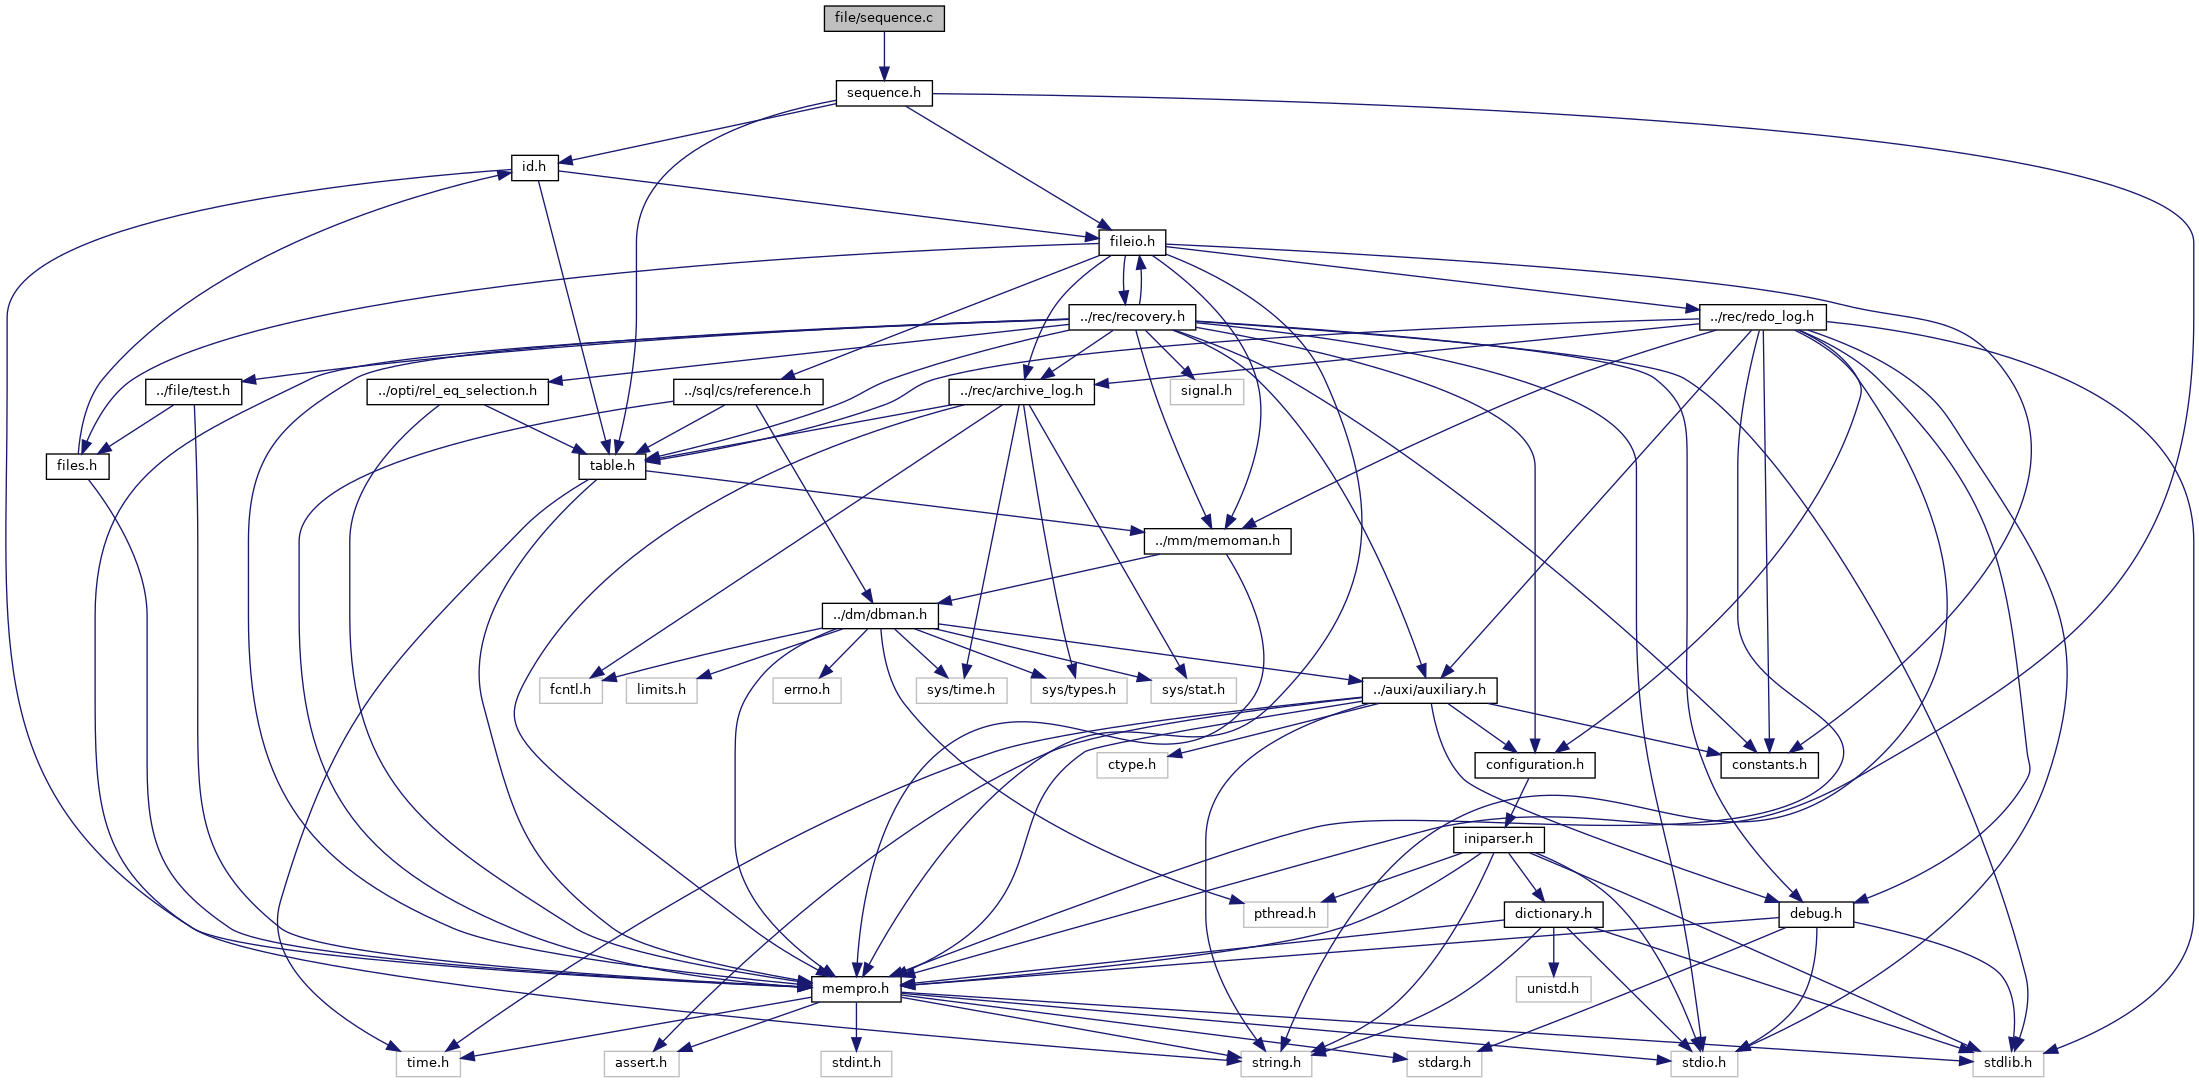 file/sequence.c
sequence.h
id.h
fileio.h
../rec/recovery.h
../rec/redo_log.h
../file/test.h
../opti/rel_eq_selection.h
../sql/cs/reference.h
../rec/archive_log.h
signal.h
files.h
table.h
../mm/memoman.h
../dm/dbman.h
fcntl.h
limits.h
errno.h
sys/time.h
sys/types.h
sys/stat.h
../auxi/auxiliary.h
ctype.h
configuration.h
constants.h
iniparser.h
pthread.h
dictionary.h
debug.h
mempro.h
unistd.h
time.h
assert.h
stdint.h
string.h
stdarg.h
stdio.h
stdlib.h